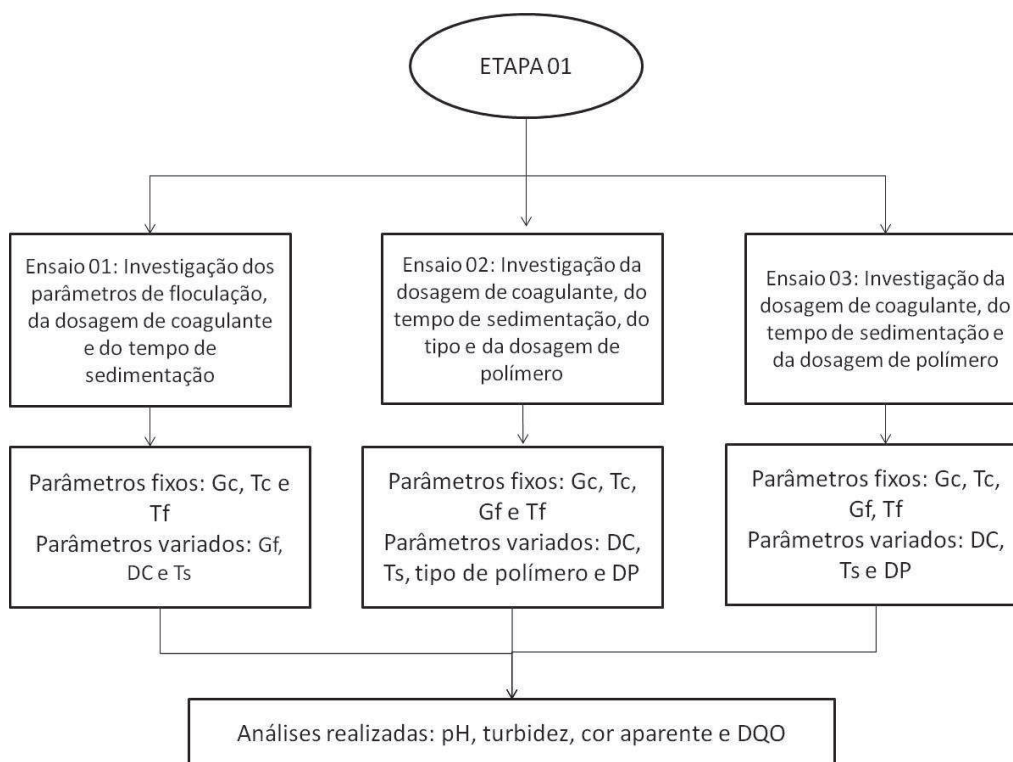 ETAPA 01
Ensaio 01: Investigação dos
parâmetros de floculação,
da dosagem de coagulante
e do tempo de
sedimentação
Ensaio 02: Investigação da
dosagem de coagulante, do
tempo de sedimentação, do
tipo e da dosagem de
polímero
Ensaio 03: Investigação da
dosagem de coagulante, do
tempo de sedimentação e
da dosagem de polímero
Parâmetros fixos: Gc, Tc e
Tf
Parâmetros variados: Gf,
DC e Ts
Parâmetros fixos: Gc, Tc,
Gf e Tf
Parâmetros variados: DC,
Ts, tipo de polímero e DP
Parâmetros fixos: Gc, Tc,
Gf, Tf
Parâmetros variados: DC,
Ts e DP
Análises realizadas: pH, turbidez, cor aparente e DQO